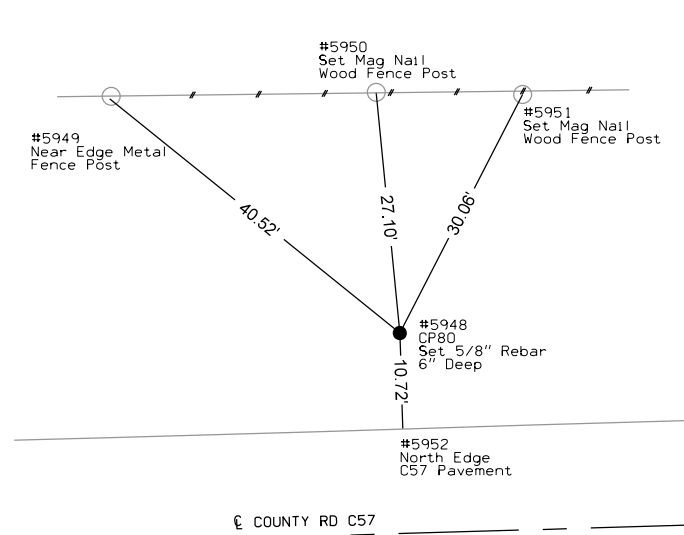 #5950
Set Mag Nail
Wood Fence Post
#5951
Set Mag Nail
Wood Fence Post
#5949
Near Edge Metal
Fence Post
40.52'
27.10'
30.06'
#5948
CP80
Set 5/8" Rebar
6" Deep
10.72'
#5952
North Edge
C57 Pavement
℄ COUNTY RD C57